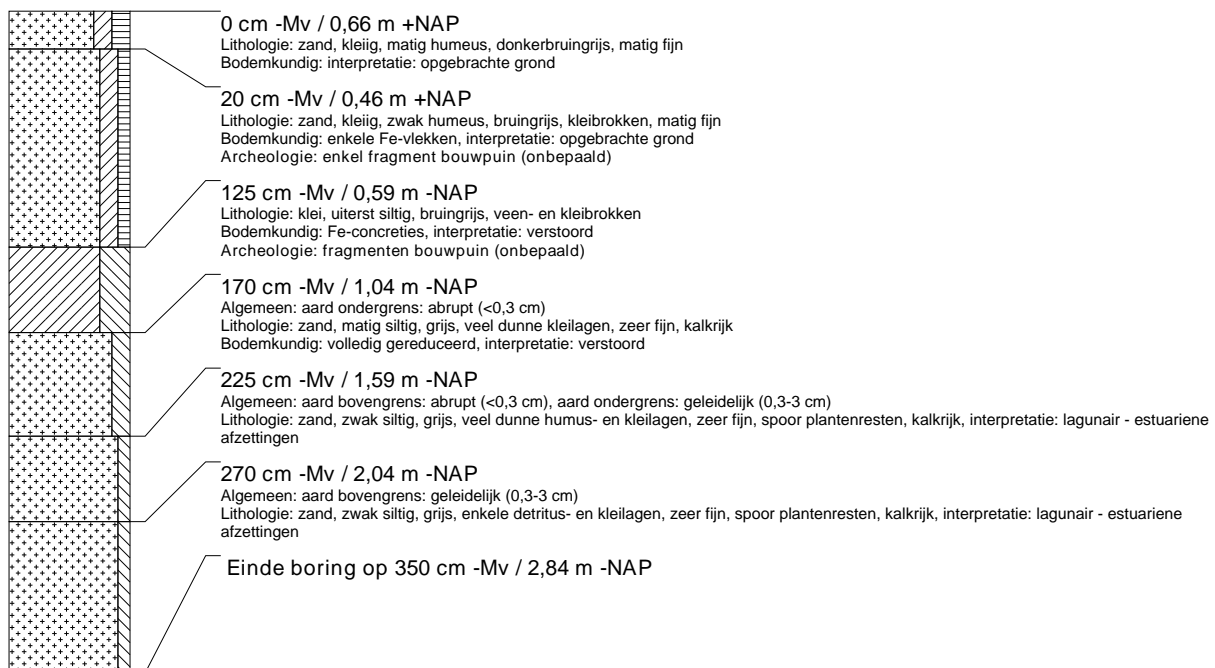 0 cm -Mv / 0,66 m +NAP
Lithologie: zand, kleiig, matig humeus, donkerbruingrijs, matig fijn
Bodemkundig: interpretatie: opgebrachte grond
20 cm -Mv / 0,46 m +NAP
Lithologie: zand, kleiig, zwak humeus, bruingrijs, kleibrokken, matig fijn
Bodemkundig: enkele Fe-vlekken, interpretatie: opgebrachte grond
Archeologie: enkel fragment bouwpuin (onbepaald)
125 cm -Mv / 0,59 m -NAP
Lithologie: klei, uiterst siltig, bruingrijs, veen- en kleibrokken
Bodemkundig: Fe-concreties, interpretatie: verstoord
Archeologie: fragmenten bouwpuin (onbepaald)
170 cm -Mv / 1,04 m -NAP
Algemeen: aard ondergrens: abrupt (<0,3 cm)
Lithologie: zand, matig siltig, grijs, veel dunne kleilagen, zeer fijn, kalkrijk
Bodemkundig: volledig gereduceerd, interpretatie: verstoord
225 cm -Mv / 1,59 m -NAP
Algemeen: aard bovengrens: abrupt (<0,3 cm), aard ondergrens: geleidelijk (0,3-3 cm)
Lithologie: zand, zwak siltig, grijs, veel dunne humus- en kleilagen, zeer fijn, spoor plantenresten, kalkrijk, interpretatie: lagunair - estuariene
afzettingen
270 cm -Mv / 2,04 m -NAP
Algemeen: aard bovengrens: geleidelijk (0,3-3 cm)
Lithologie: zand, zwak siltig, grijs, enkele detritus- en kleilagen, zeer fijn, spoor plantenresten, kalkrijk, interpretatie: lagunair - estuariene
afzettingen
Einde boring op 350 cm -Mv / 2,84 m -NAP